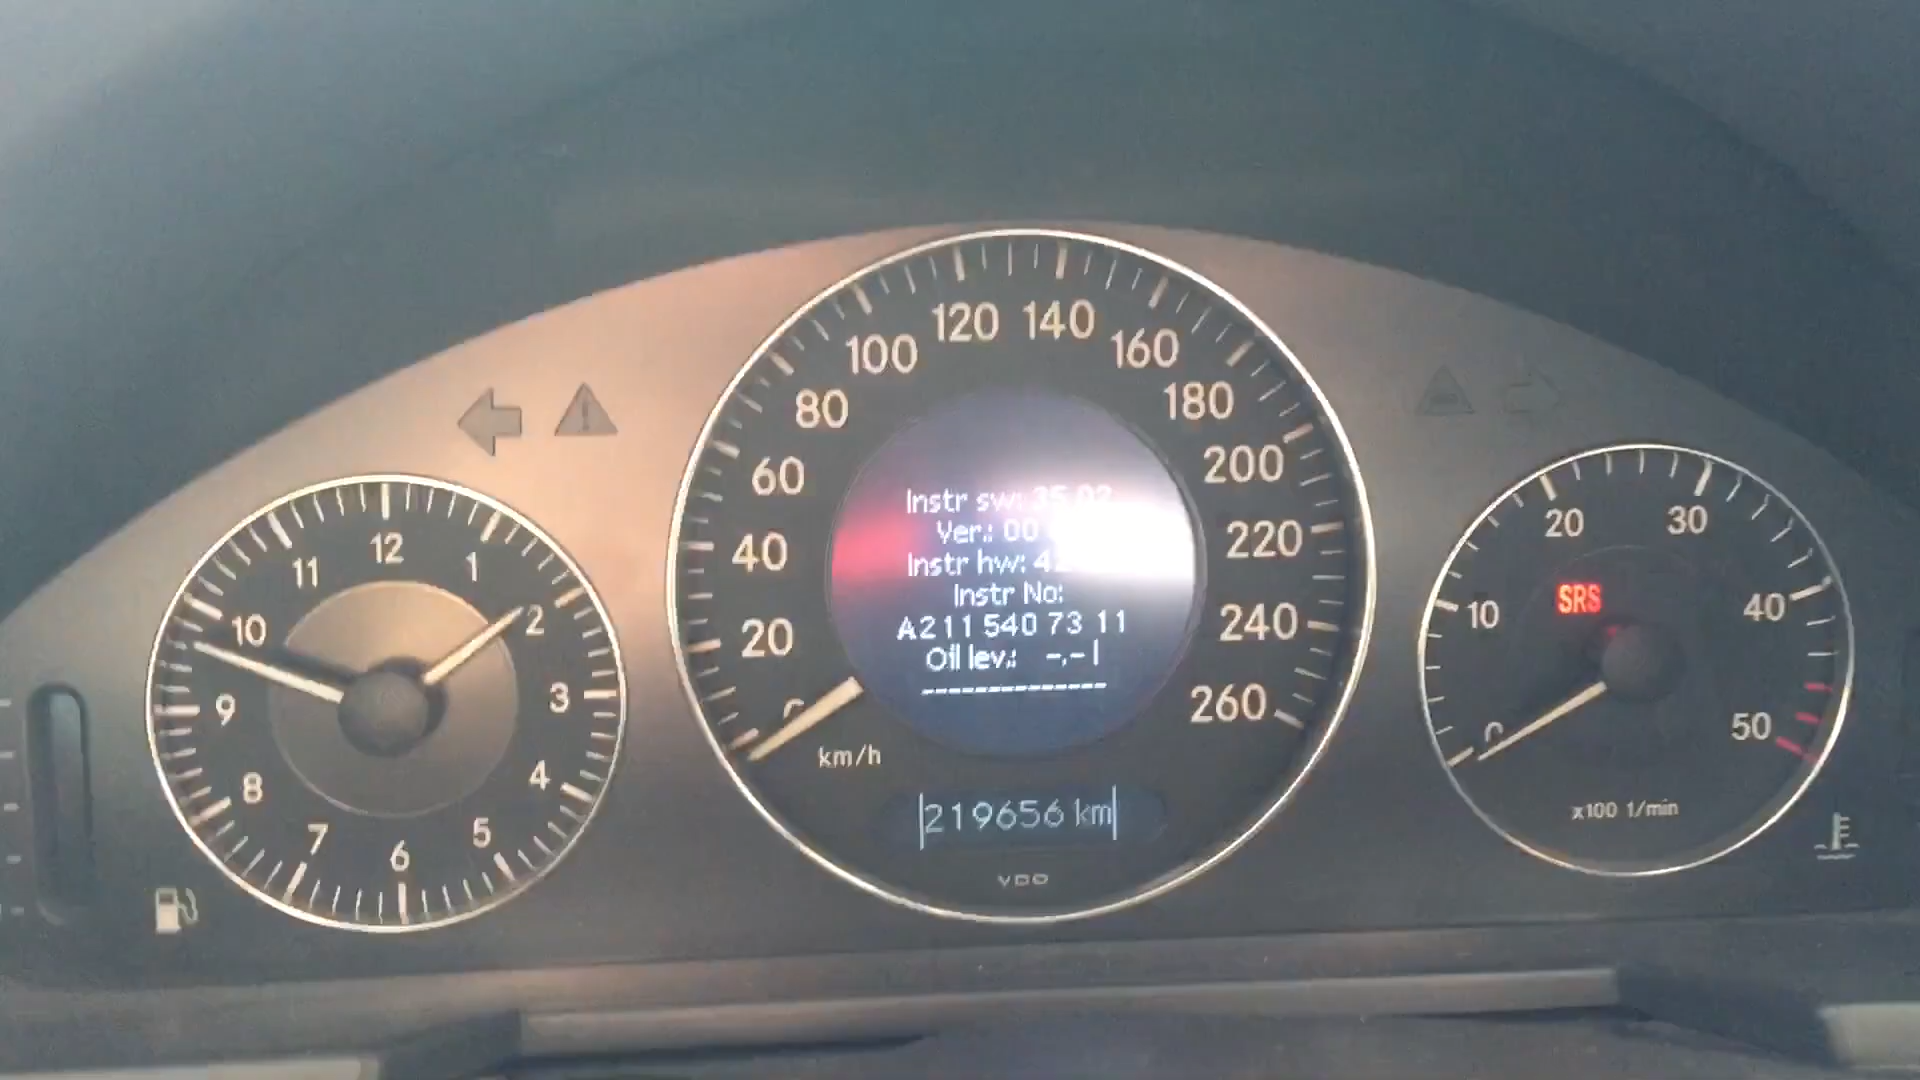 12
1
2
3
4
5
6
7
8
9
10
11
20
40
60
80
100
120
140
160
180
200
220
240
260
km/h
Instr sw: 35.02
Ver.: 00
Instr hw:
Instr No:
A211 540 73 11
Oil lev.: -.- l
--------------
219656 km
VDO
10
20
30
40
50
SRS
x100 1/min